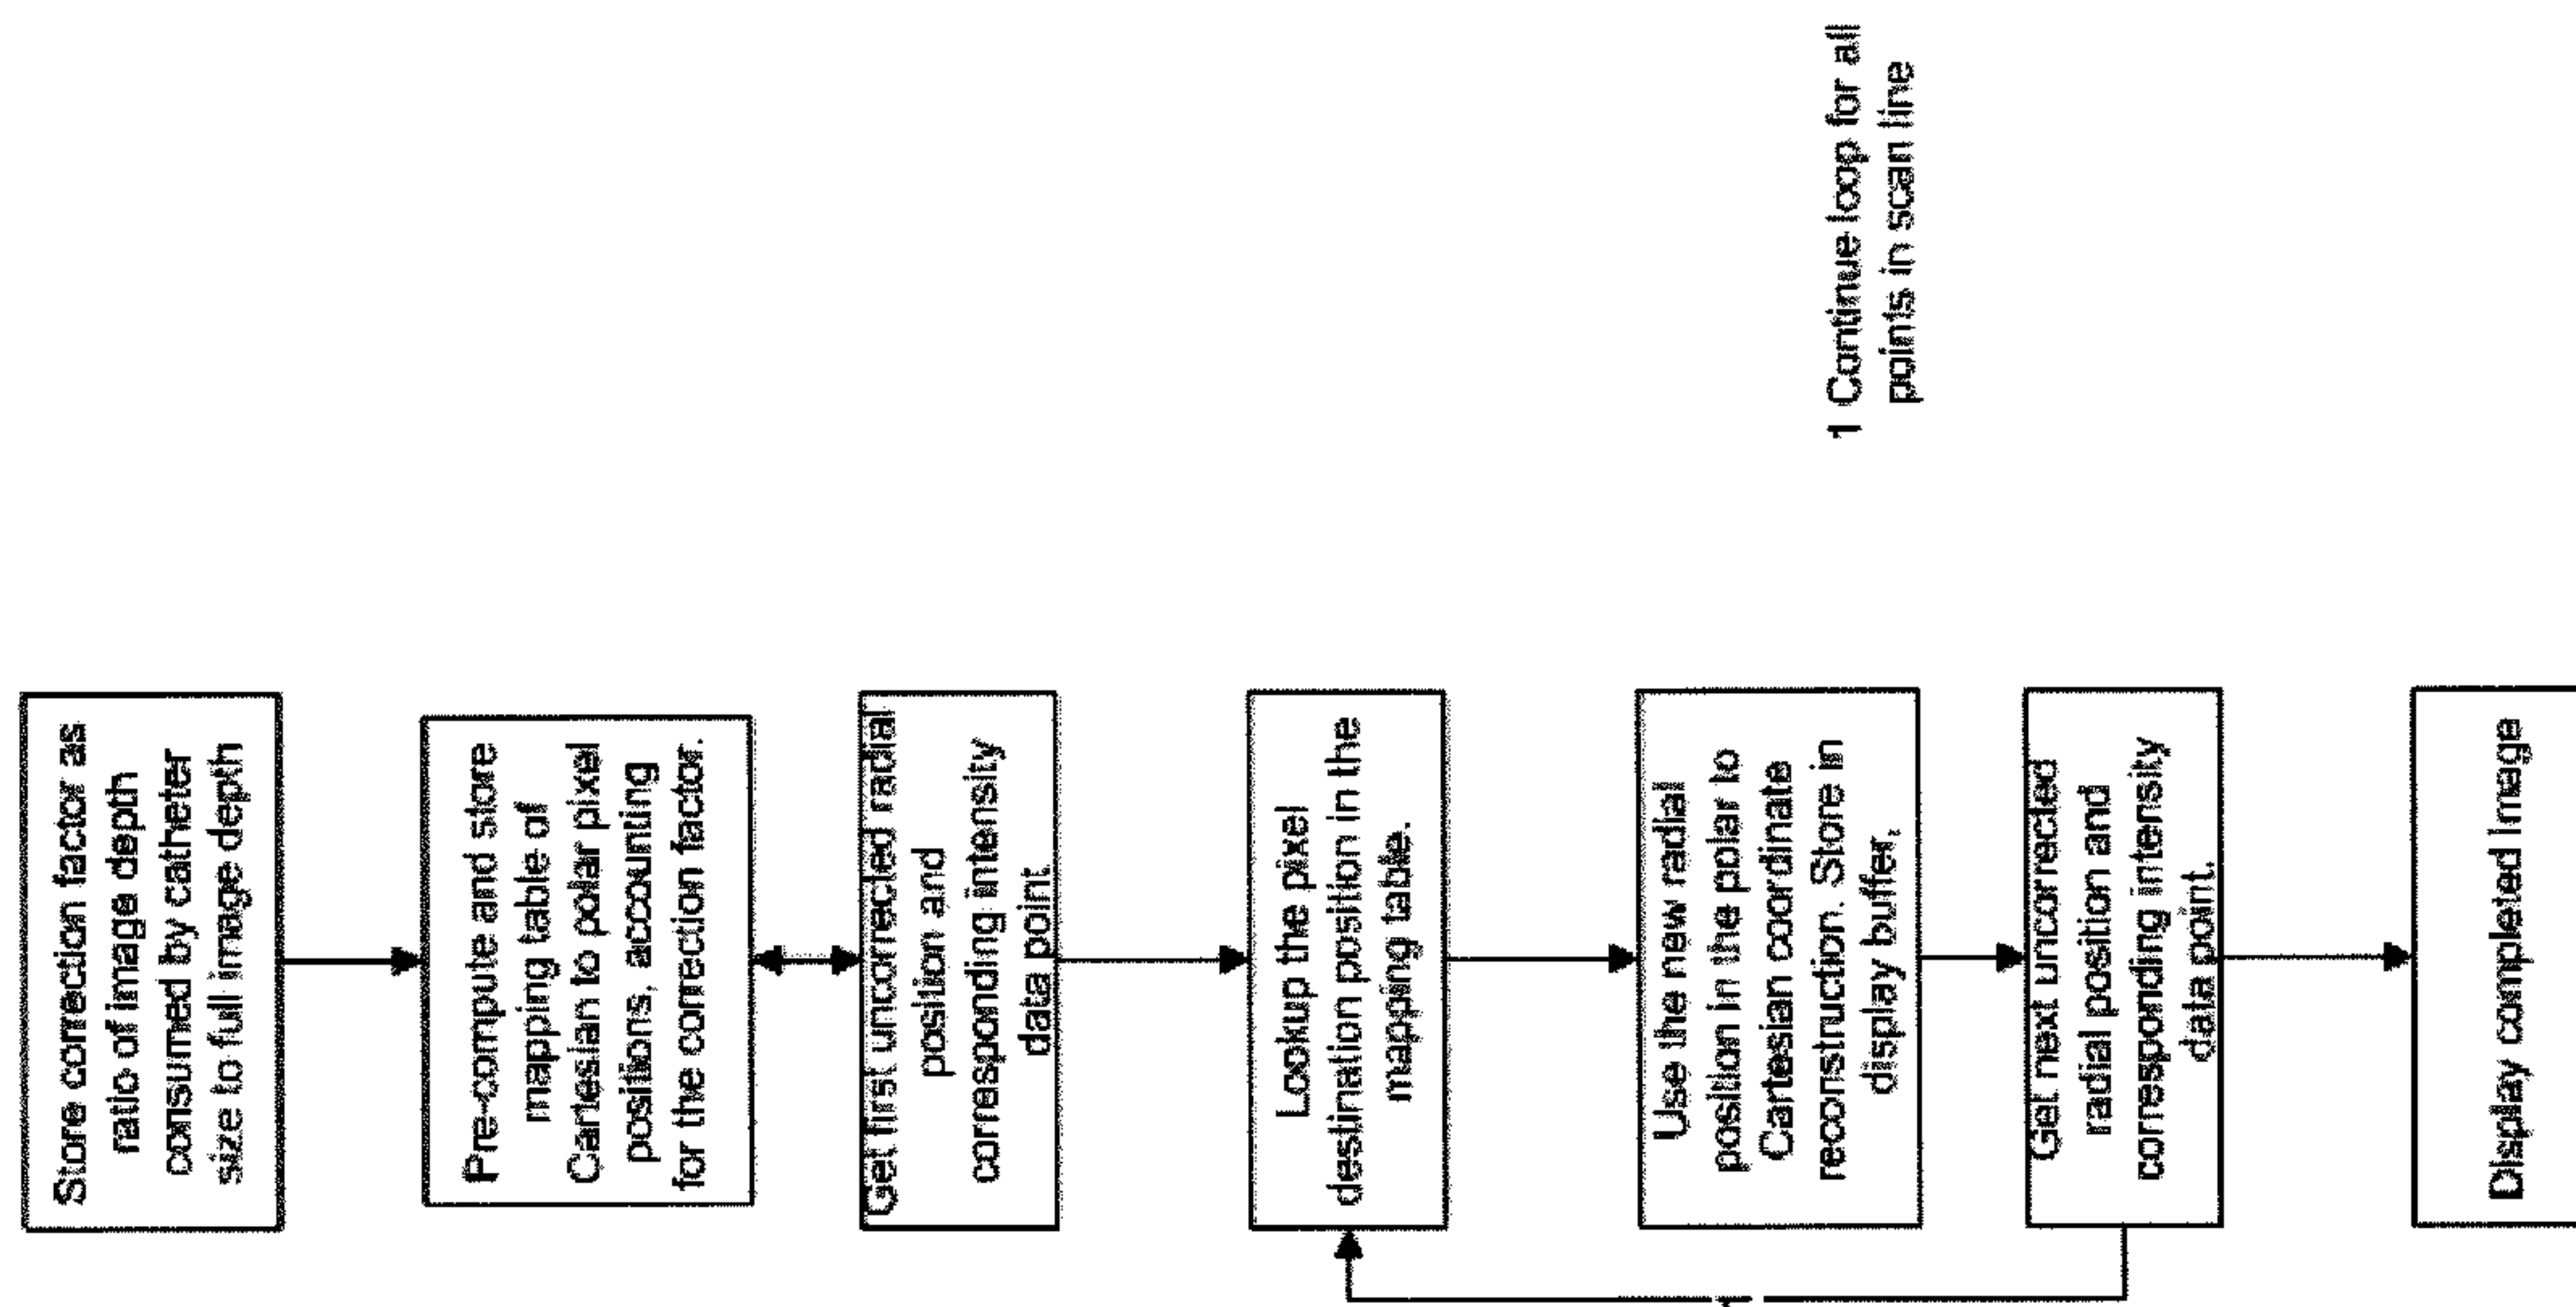 Store correction factor as
ratio of image depth
consumed by catheter
size to full image depth
Pre-compute and store
mapping table of
Cartesian to polar pixel
positions, accounting
for the correction factor.
Get first uncorrected radial
position and
corresponding intensity
data point
Lookup the pixel
destination position in the
mapping table.
Use the new radial
position in the polar to
Cartesian coordinate
reconstruction. Store in
display buffer.
Get next uncorrected
radial position and
corresponding intensity
data point.
Display completed image
1 Continue loop for all
points in scan line